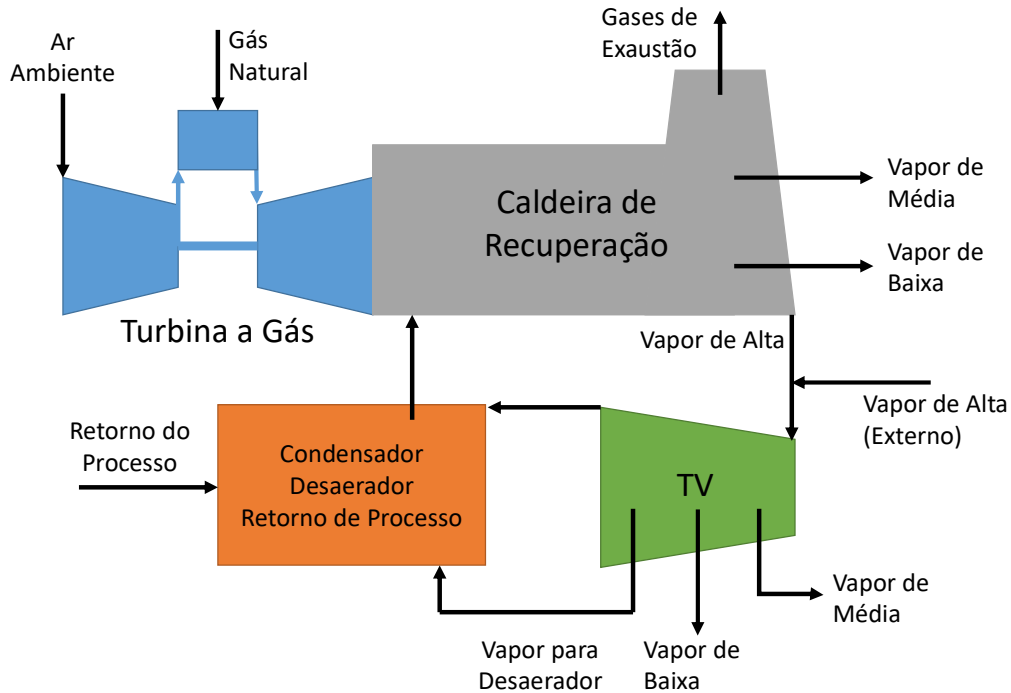 Ar
Ambiente
Gás
Natural
Gases de
Exaustão
Caldeira de
Recuperação
Vapor de
Média
Vapor de
Baixa
Turbina a Gás
Vapor de Alta
Vapor de Alta
(Externo)
Retorno do
Processo
Condensador
Desaerador
Retorno de Processo
TV
Vapor de
Média
Vapor para
Desaerador
Vapor de
Baixa